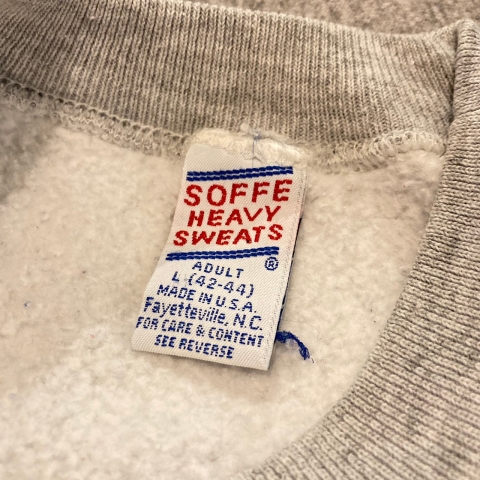 SOFFE
HEAVY
SWEATS
®
ADULT
L (42-44)
MADE IN U.S.A.
Fayetteville, N.C.
FOR CARE & CONTENT
SEE REVERSE